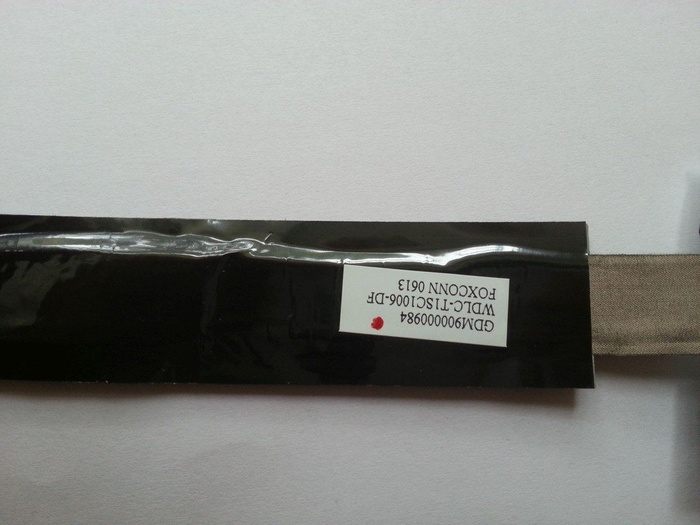 GDM900000984
WDLC-T1SC1006-DF
FOXCONN 0613